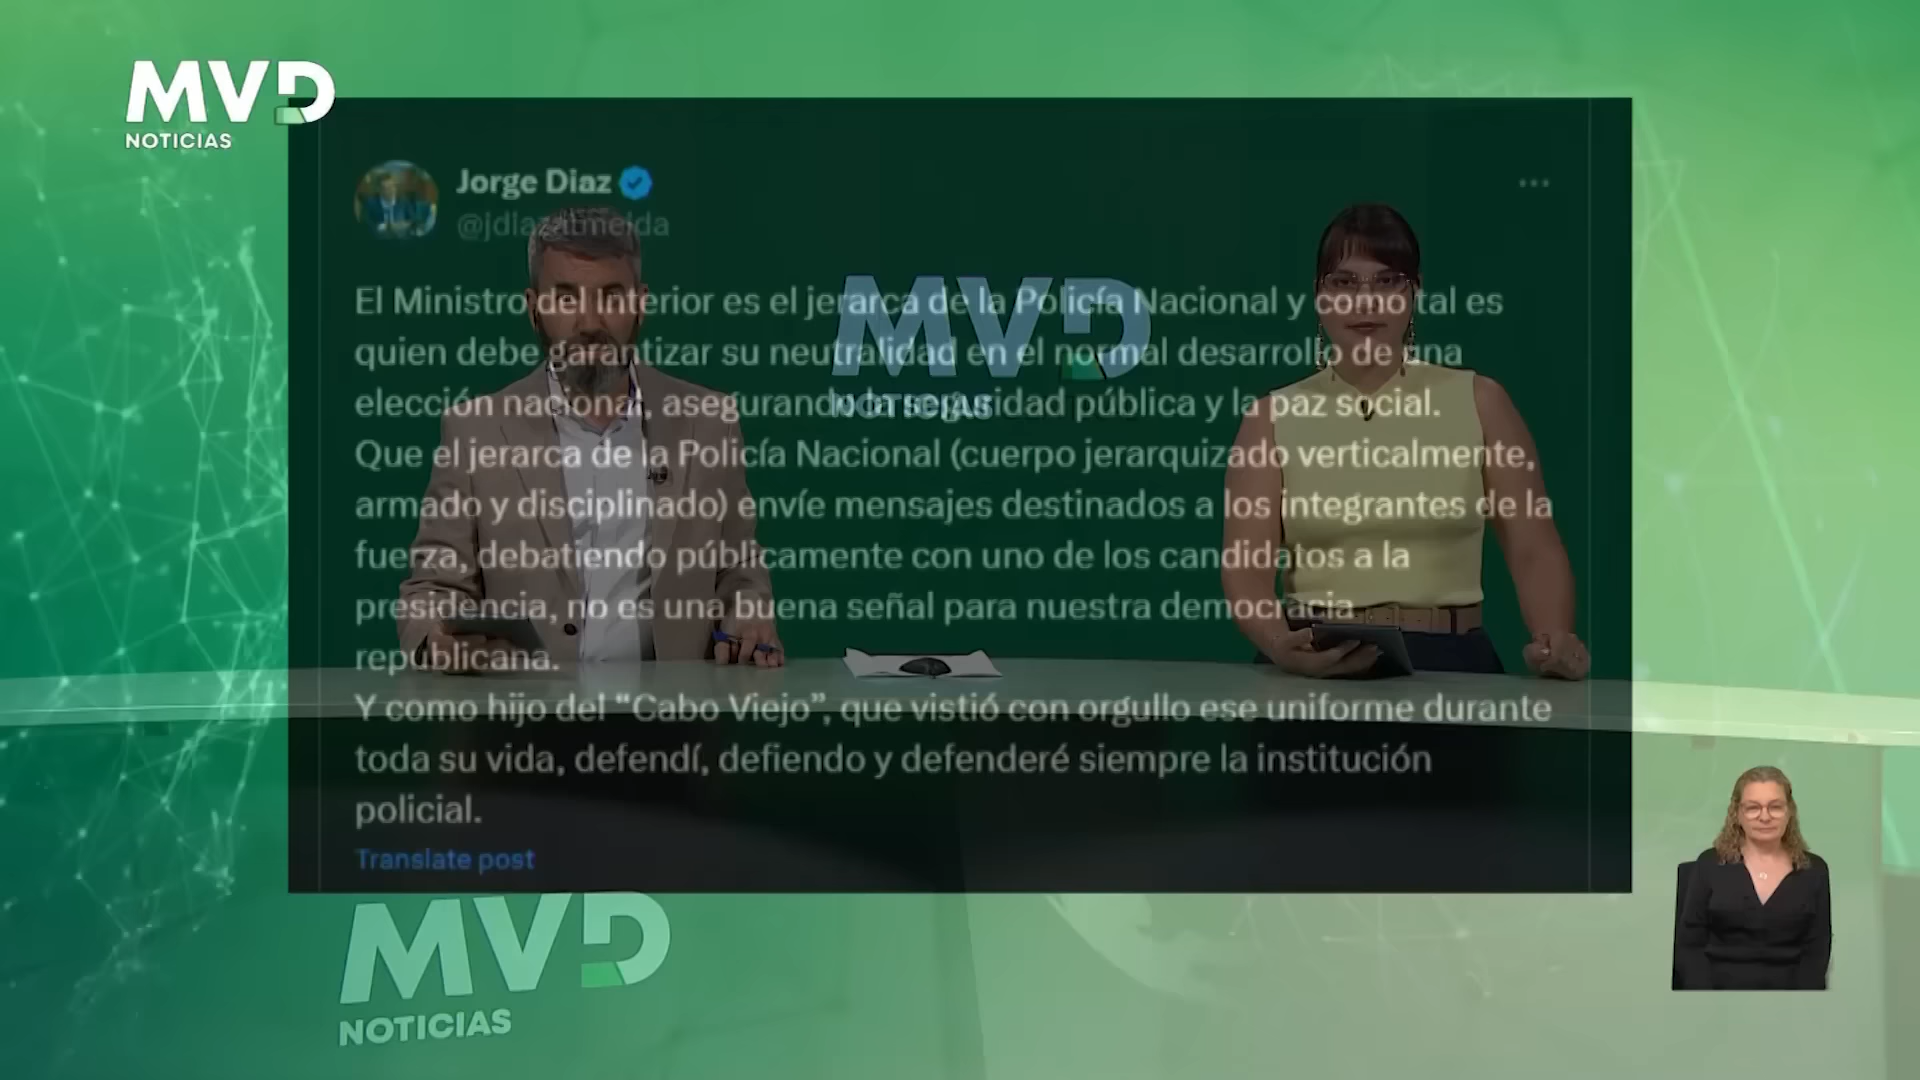 MVD
NOTICIAS
Jorge Diaz
@jdiazalmeida
El Ministro del Interior es el jerarca de la Policía Nacional y como tal es
quien debe garantizar su neutralidad en el normal desarrollo de una
elección nacional, asegurando la seguridad pública y la paz social.
Que el jerarca de la Policía Nacional (cuerpo jerarquizado verticalmente,
armado y disciplinado) envíe mensajes destinados a los integrantes de la
fuerza, debatiendo públicamente con uno de los candidatos a la
presidencia, no es una buena señal para nuestra democracia
republicana.
Y como hijo del “Cabo Viejo”, que vistió con orgullo ese uniforme durante
toda su vida, defendí, defiendo y defenderé siempre la institución
policial.
Translate post
MVD
NOTICIAS
MVD
NOTICIAS